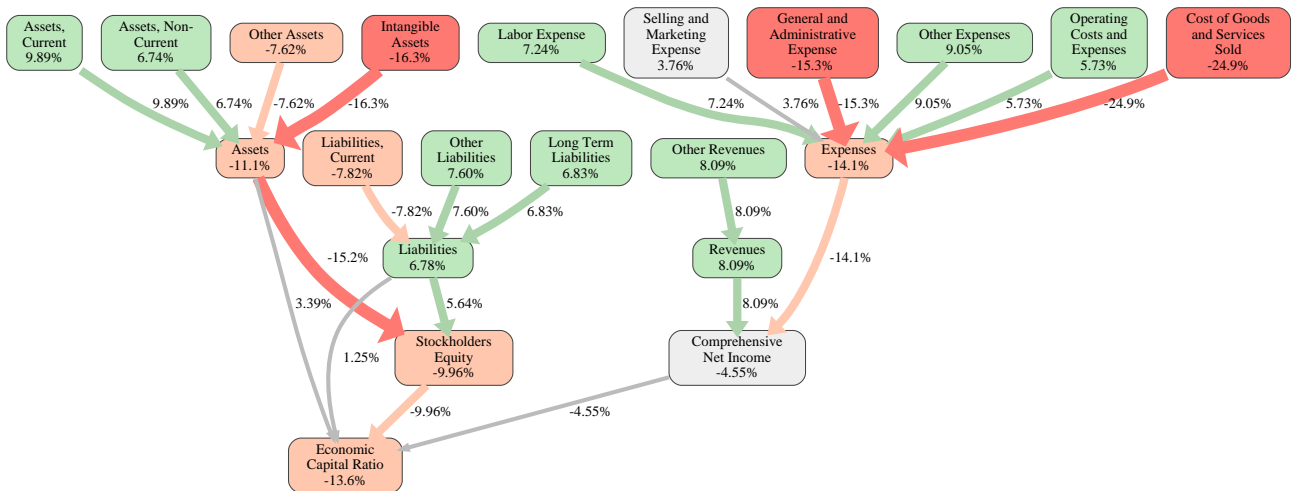 Assets,
Current
9.89%
Assets, Non-
Current
6.74%
Other Assets
-7.62%
Intangible
Assets
-16.3%
Labor Expense
7.24%
Selling and
Marketing
Expense
3.76%
General and
Administrative
Expense
-15.3%
Other Expenses
9.05%
Operating
Costs and
Expenses
5.73%
Cost of Goods
and Services
Sold
-24.9%
9.89%
6.74%
-7.62%
-16.3%
7.24%
3.76%
-15.3%
9.05%
5.73%
-24.9%
Assets
-11.1%
Liabilities,
Current
-7.82%
Other
Liabilities
7.60%
Long Term
Liabilities
6.83%
Other Revenues
8.09%
Expenses
-14.1%
-7.82%
7.60%
6.83%
8.09%
-15.2%
Liabilities
6.78%
Revenues
8.09%
-14.1%
3.39%
5.64%
8.09%
1.25%
Stockholders
Equity
-9.96%
Comprehensive
Net Income
-4.55%
-9.96%
-4.55%
Economic
Capital Ratio
-13.6%